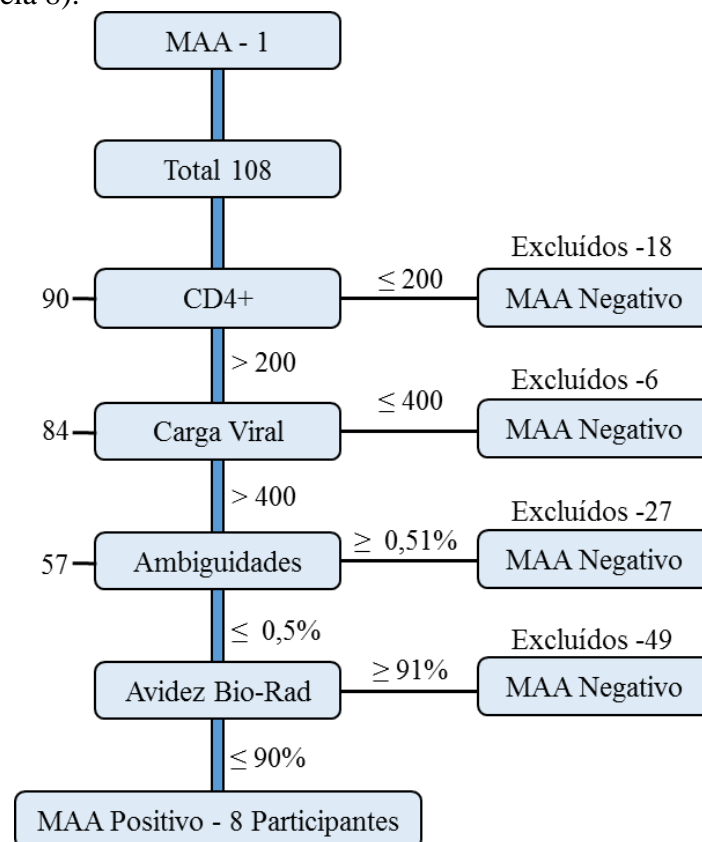 MAA - 1
Total 108
Excluídos -18
90
CD4+
≤ 200
MAA Negativo
> 200
Excluídos -6
84
Carga Viral
≤ 400
MAA Negativo
> 400
Excluídos -27
57
Ambiguidades
≥ 0,51%
MAA Negativo
≤ 0,5%
Excluídos -49
Avidez Bio-Rad
≥ 91%
MAA Negativo
≤ 90%
MAA Positivo - 8 Participantes